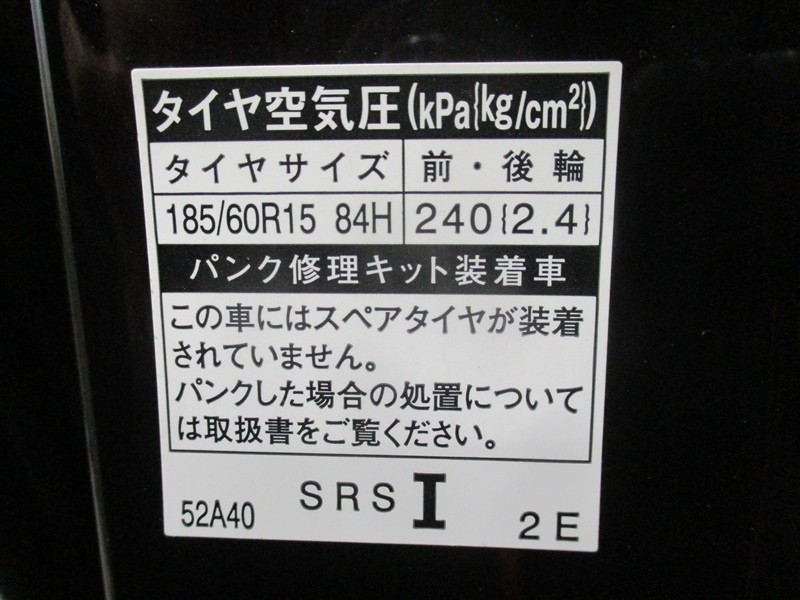 タイヤ空気圧(kPa{kg/cm²})
タイヤサイズ 前・後輪
185/60R15 84H 240{2.4}
パンク修理キット装着車
この車にはスペアタイヤが装着
されていません。
パンクした場合の処置について
は取扱書をご覧ください。
52A40 SRS I 2E